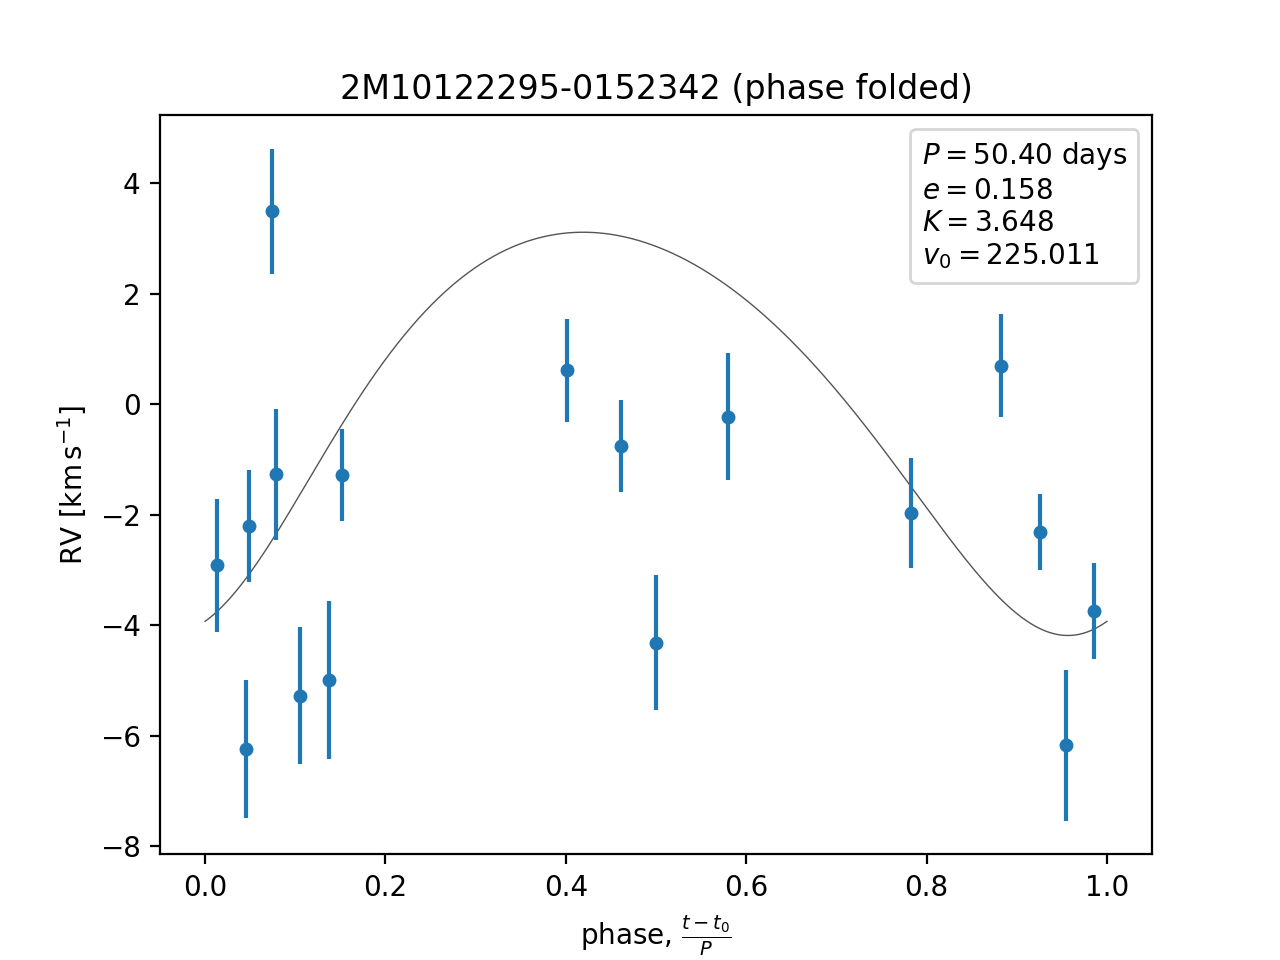 2M10122295-0152342 (phase folded)
P = 50.40 days
e = 0.158
K = 3.648
v₀ = 225.011
4
2
0
−2
−4
−6
−8
RV [km s⁻¹]
0.0 0.2 0.4 0.6 0.8 1.0
phase, (t − t₀)/P